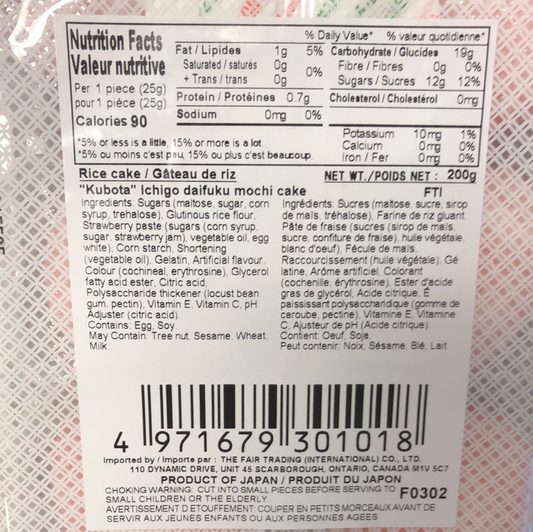 Nutrition Facts
Valeur nutritive
Per 1 piece (25g)
pour 1 pièce (25g)
Calories 90
% Daily Value* % valeur quotidienne*
Fat / Lipides 1g 5%
Saturated / saturés 0g
+ Trans / trans 0g 0%
Protein / Protéines 0.7g
Sodium 0mg 0%
Carbohydrate / Glucides 19g
Fibre / Fibres 0g 0%
Sugars / Sucres 12g 12%
Cholesterol / Cholestérol 0mg
Potassium 10mg 1%
Calcium 0mg 0%
Iron / Fer 0mg 0%
*5% or less is a little, 15% or more is a lot.
*5% ou moins c'est peu, 15% ou plus c'est beaucoup.
Rice cake / Gâteau de riz NET WT./POIDS NET : 200g
"Kubota" Ichigo daifuku mochi cake FTI
Ingredients: Sugars (maltose, sugar, corn
syrup, trehalose), Glutinous rice flour,
Strawberry paste (sugars (corn syrup,
sugar, strawberry jam), vegetable oil, egg
white), Corn starch, Shortening
(vegetable oil), Gelatin, Artificial flavour,
Colour (cochineal, erythrosine), Glycerol
fatty acid ester, Citric acid,
Polysaccharide thickener (locust bean
gum, pectin), Vitamin E, Vitamin C, pH
Adjuster (citric acid).
Contains: Egg, Soy.
May Contain: Tree nut, Sesame, Wheat,
Milk
Ingrédients: Sucres (maltose, sucre, sirop
de maïs, tréhalose), Farine de riz gluant,
Pâte de fraise (sucres (sirop de maïs,
sucre, confiture de fraise), huile végétale,
blanc d'oeuf), Fécule de maïs,
Raccourcissement (huile végétale), Gé
latine, Arôme artificiel, Colorant
(cochenille, érythrosine), Ester d'acide
gras de glycérol, Acide citrique, É
paississant polysaccharidique (gomme de
caroube, pectine), Vitamine E, Vitamine
C, Ajusteur de pH (Acide citrique).
Contient: Oeuf, Soja.
Peut contenir: Noix, Sésame, Blé, Lait
4 971679 301018
Imported by / Importe par : THE FAIR TRADING (INTERNATIONAL) CO., LTD.
110 DYNAMIC DRIVE, UNIT 45 SCARBOROUGH, ONTARIO, CANADA M1V 5C7
PRODUCT OF JAPAN / PRODUIT DU JAPON
CHOKING WARNING: CUT INTO SMALL PIECES BEFORE SERVING TO
SMALL CHILDREN OR THE ELDERLY. F0302
AVERTISSEMENT D ETOUFFEMENT: COUPER EN PETITS MORCEAUX AVANT DE
SERVIR AUX JEUNES ENFANTS OU AUX PERSONNES AGEES